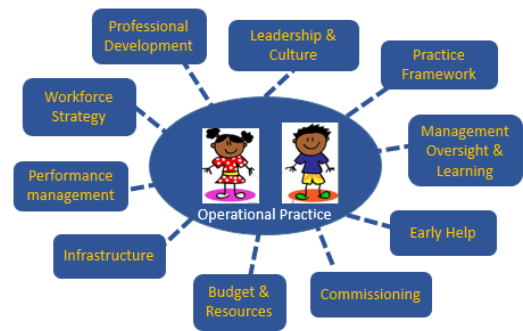 Professional
Development
Leadership &
Culture
Practice
Framework
Workforce
Strategy
Management
Oversight &
Learning
Performance
management
Operational Practice
Early Help
Infrastructure
Budget &
Resources
Commissioning